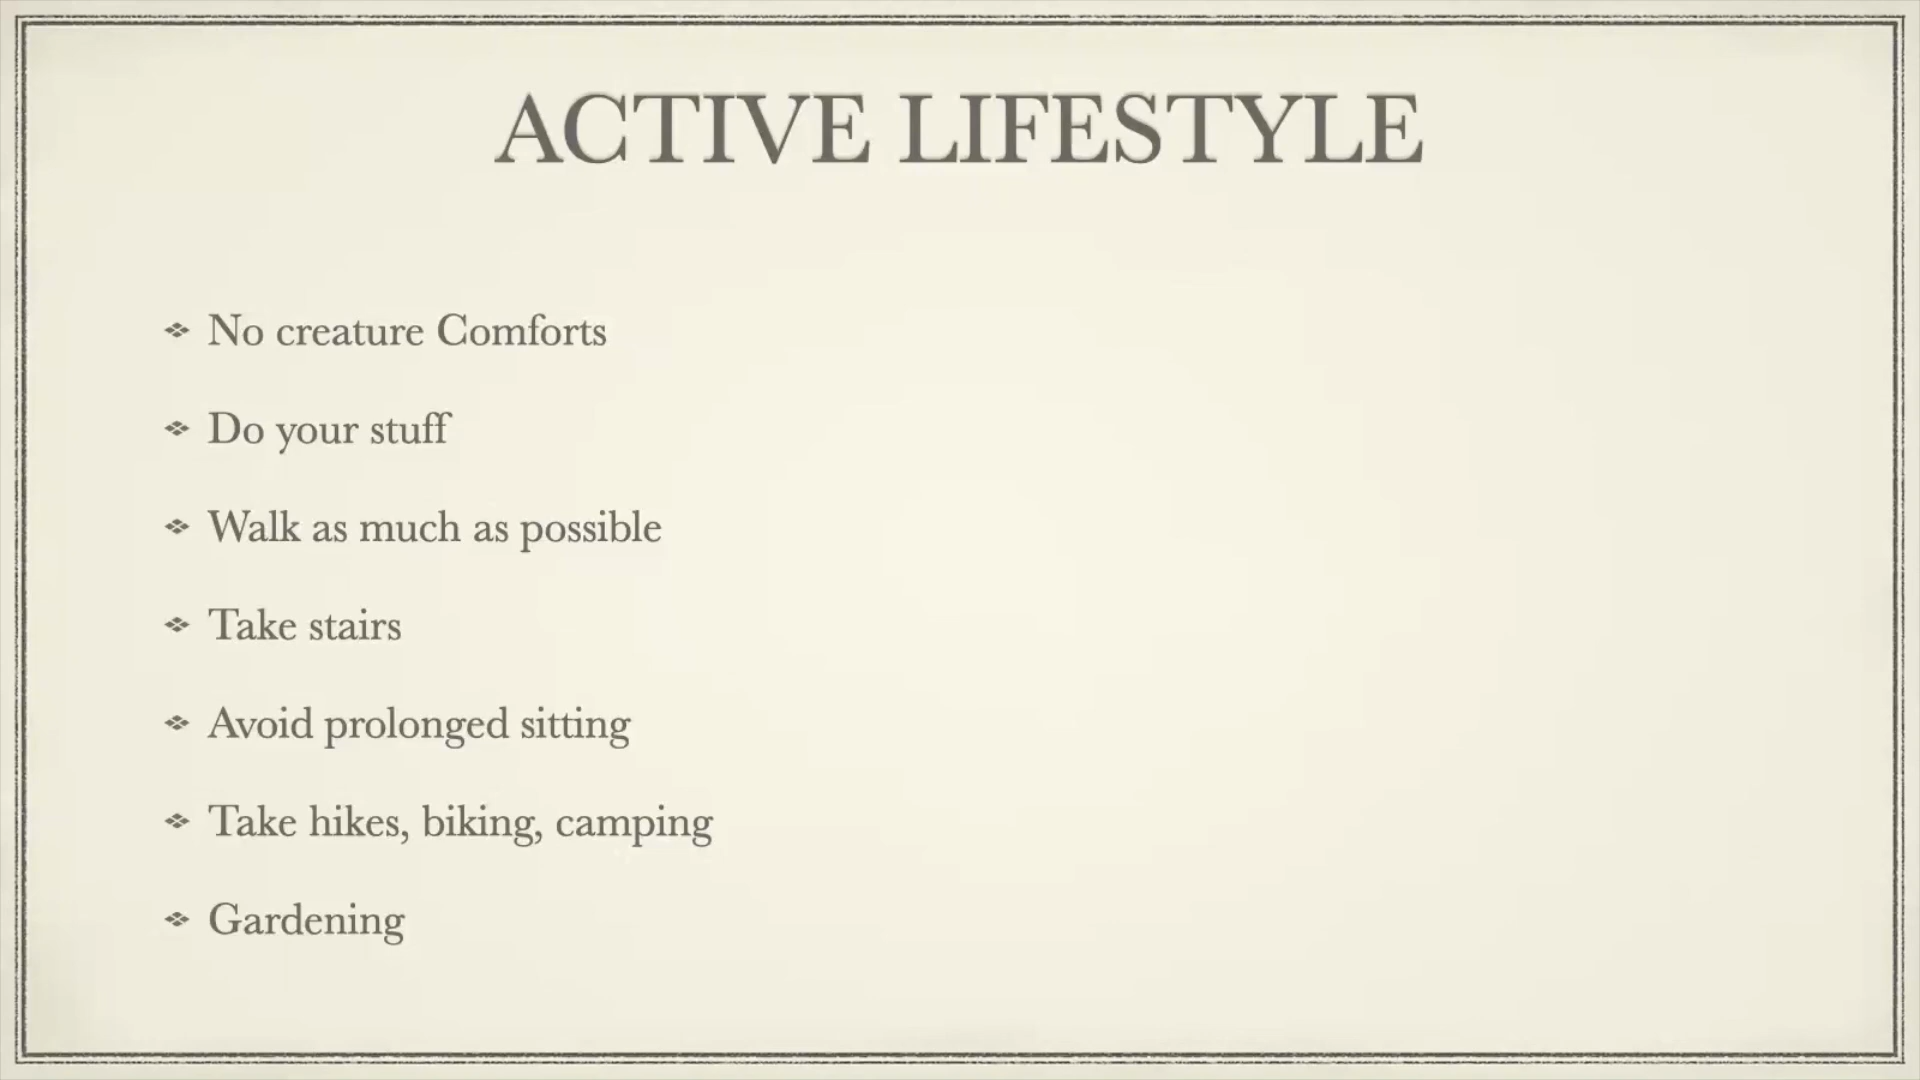 ACTIVE LIFESTYLE
No creature Comforts
Do your stuff
Walk as much as possible
Take stairs
Avoid prolonged sitting
Take hikes, biking, camping
Gardening